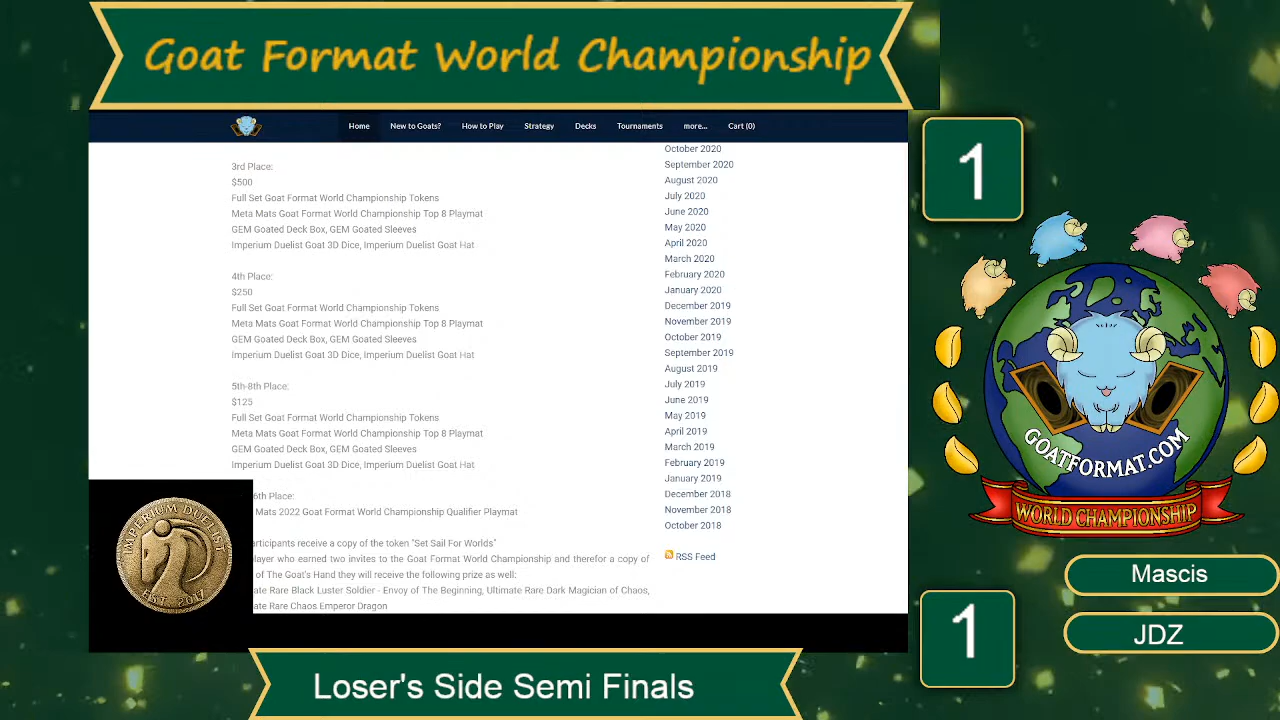 Goat Format World Championship
Home New to Goats? How to Play Strategy Decks Tournaments more... Cart (0)
3rd Place:
$500
Full Set Goat Format World Championship Tokens
Meta Mats Goat Format World Championship Top 8 Playmat
GEM Goated Deck Box, GEM Goated Sleeves
Imperium Duelist Goat 3D Dice, Imperium Duelist Goat Hat
4th Place:
$250
Full Set Goat Format World Championship Tokens
Meta Mats Goat Format World Championship Top 8 Playmat
GEM Goated Deck Box, GEM Goated Sleeves
Imperium Duelist Goat 3D Dice, Imperium Duelist Goat Hat
5th-8th Place:
$125
Full Set Goat Format World Championship Tokens
Meta Mats Goat Format World Championship Top 8 Playmat
GEM Goated Deck Box, GEM Goated Sleeves
Imperium Duelist Goat 3D Dice, Imperium Duelist Goat Hat
6th Place:
Mats 2022 Goat Format World Championship Qualifier Playmat
articipants receive a copy of the token "Set Sail For Worlds"
layer who earned two invites to the Goat Format World Championship and therefor a copy of
of The Goat's Hand they will receive the following prize as well:
ate Rare Black Luster Soldier - Envoy of The Beginning, Ultimate Rare Dark Magician of Chaos,
ate Rare Chaos Emperor Dragon
October 2020
September 2020
August 2020
July 2020
June 2020
May 2020
April 2020
March 2020
February 2020
January 2020
December 2019
November 2019
October 2019
September 2019
August 2019
July 2019
June 2019
May 2019
April 2019
March 2019
February 2019
January 2019
December 2018
November 2018
October 2018
RSS Feed
IMPERIUM DUELIST
EST. 2017
1
GOATFORMAT.COM
WORLD CHAMPIONSHIP
Mascis
1
JDZ
Loser's Side Semi Finals